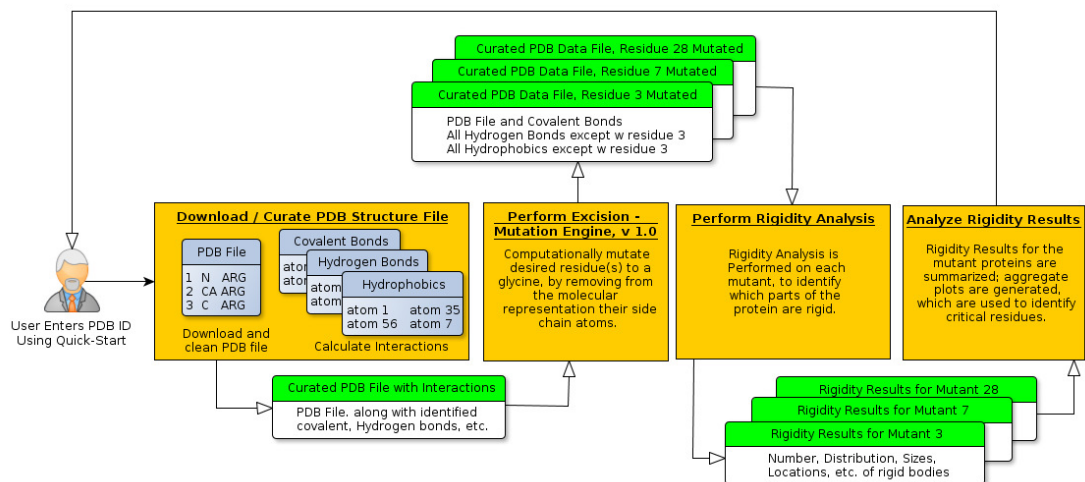 Curated PDB Data File, Residue 28 Mutated
Curated PDB Data File, Residue 7 Mutated
Curated PDB Data File, Residue 3 Mutated
PDB File and Covalent Bonds
All Hydrogen Bonds except w residue 3
All Hydrophobics except w residue 3
User Enters PDB ID
Using Quick-Start
Download / Curate PDB Structure File
PDB File
1 N ARG
2 CA ARG
3 C ARG
Download and
clean PDB file
Covalent Bonds
ato
ato
Hydrogen Bonds
atom
atom
Hydrophobics
atom 1 atom 35
atom 56 atom 7
Calculate Interactions
Curated PDB File with Interactions
PDB File. along with identified
covalent, Hydrogen bonds, etc.
Perform Excision -
Mutation Engine, v 1.0
Computationally mutate
desired residue(s) to a
glycine, by removing from
the molecular
representation their side
chain atoms.
Perform Rigidity Analysis
Rigidity Analysis is
Performed on each
mutant, to identify
which parts of the
protein are rigid.
Rigidity Results for Mutant 28
Rigidity Results for Mutant 7
Rigidity Results for Mutant 3
Number, Distribution, Sizes,
Locations, etc. of rigid bodies
Analyze Rigidity Results
Rigidity Results for the
mutant proteins are
summarized; aggregate
plots are generated,
which are used to identify
critical residues.